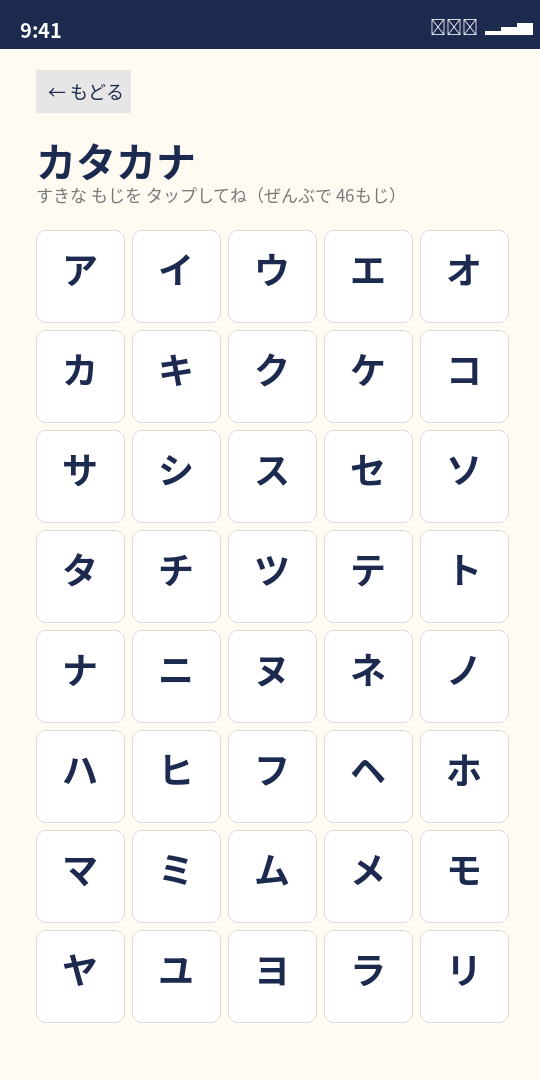 9:41
← もどる
カタカナ
すきな もじを タップしてね（ぜんぶで 46もじ）
ア イ ウ エ オ
カ キ ク ケ コ
サ シ ス セ ソ
タ チ ツ テ ト
ナ ニ ヌ ネ ノ
ハ ヒ フ ヘ ホ
マ ミ ム メ モ
ヤ ユ ヨ ラ リ